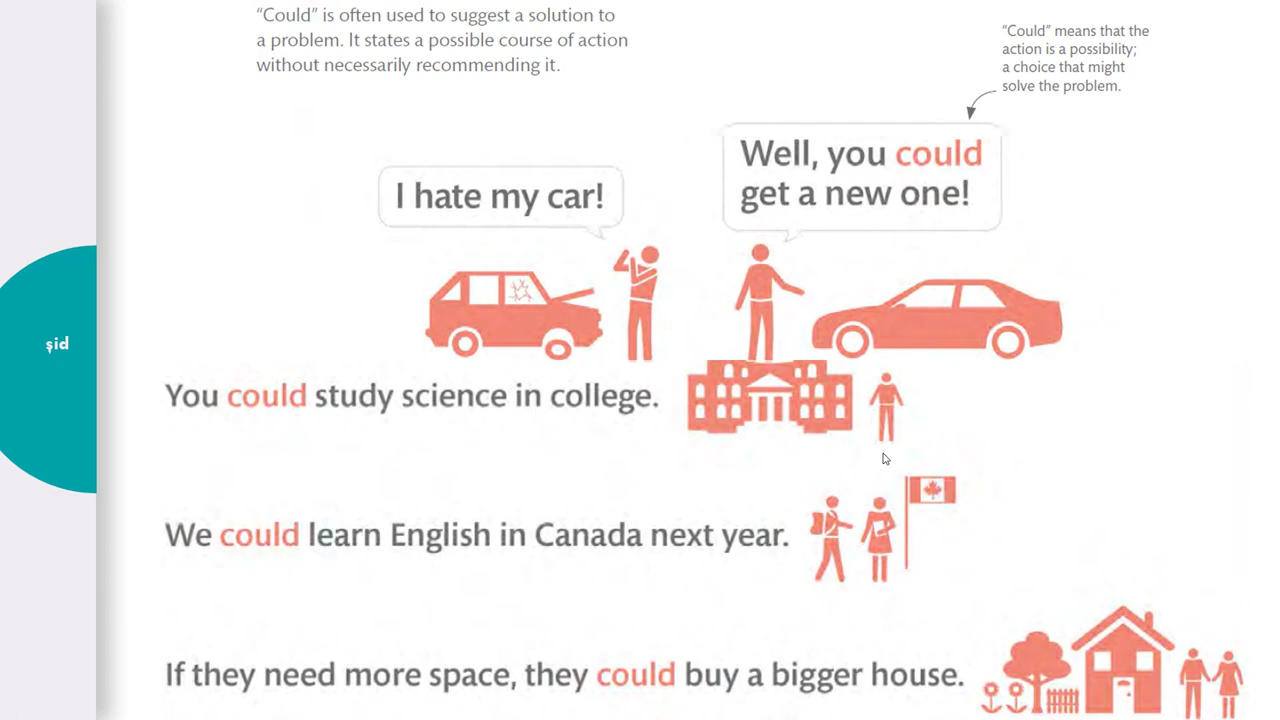 “Could” is often used to suggest a solution to
a problem. It states a possible course of action
without necessarily recommending it.
“Could” means that the
action is a possibility;
a choice that might
solve the problem.
I hate my car!
Well, you could
get a new one!
şid
You could study science in college.
We could learn English in Canada next year.
If they need more space, they could buy a bigger house.